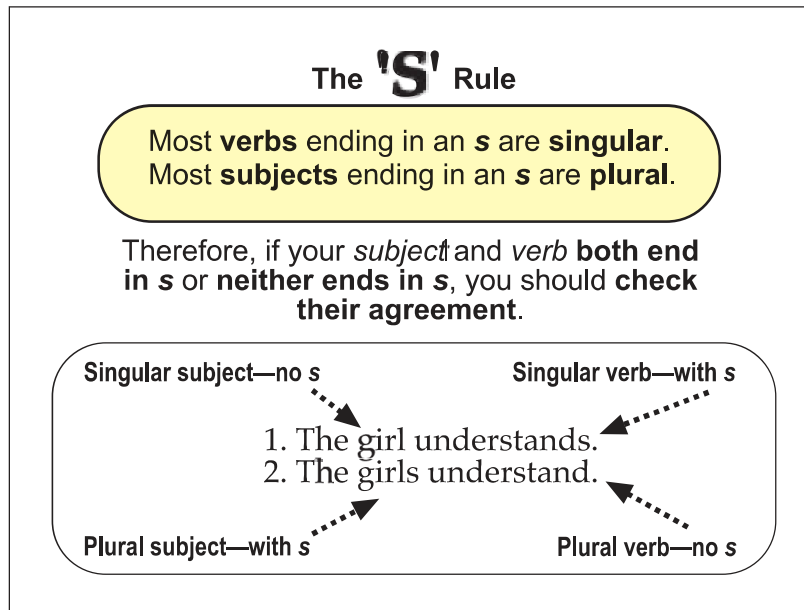 The 'S' Rule
Most verbs ending in an s are singular.
Most subjects ending in an s are plural.
Therefore, if your subject and verb both end
in s or neither ends in s, you should check
their agreement.
Singular subject—no s
Singular verb—with s
1. The girl understands.
2. The girls understand.
Plural subject—with s
Plural verb—no s